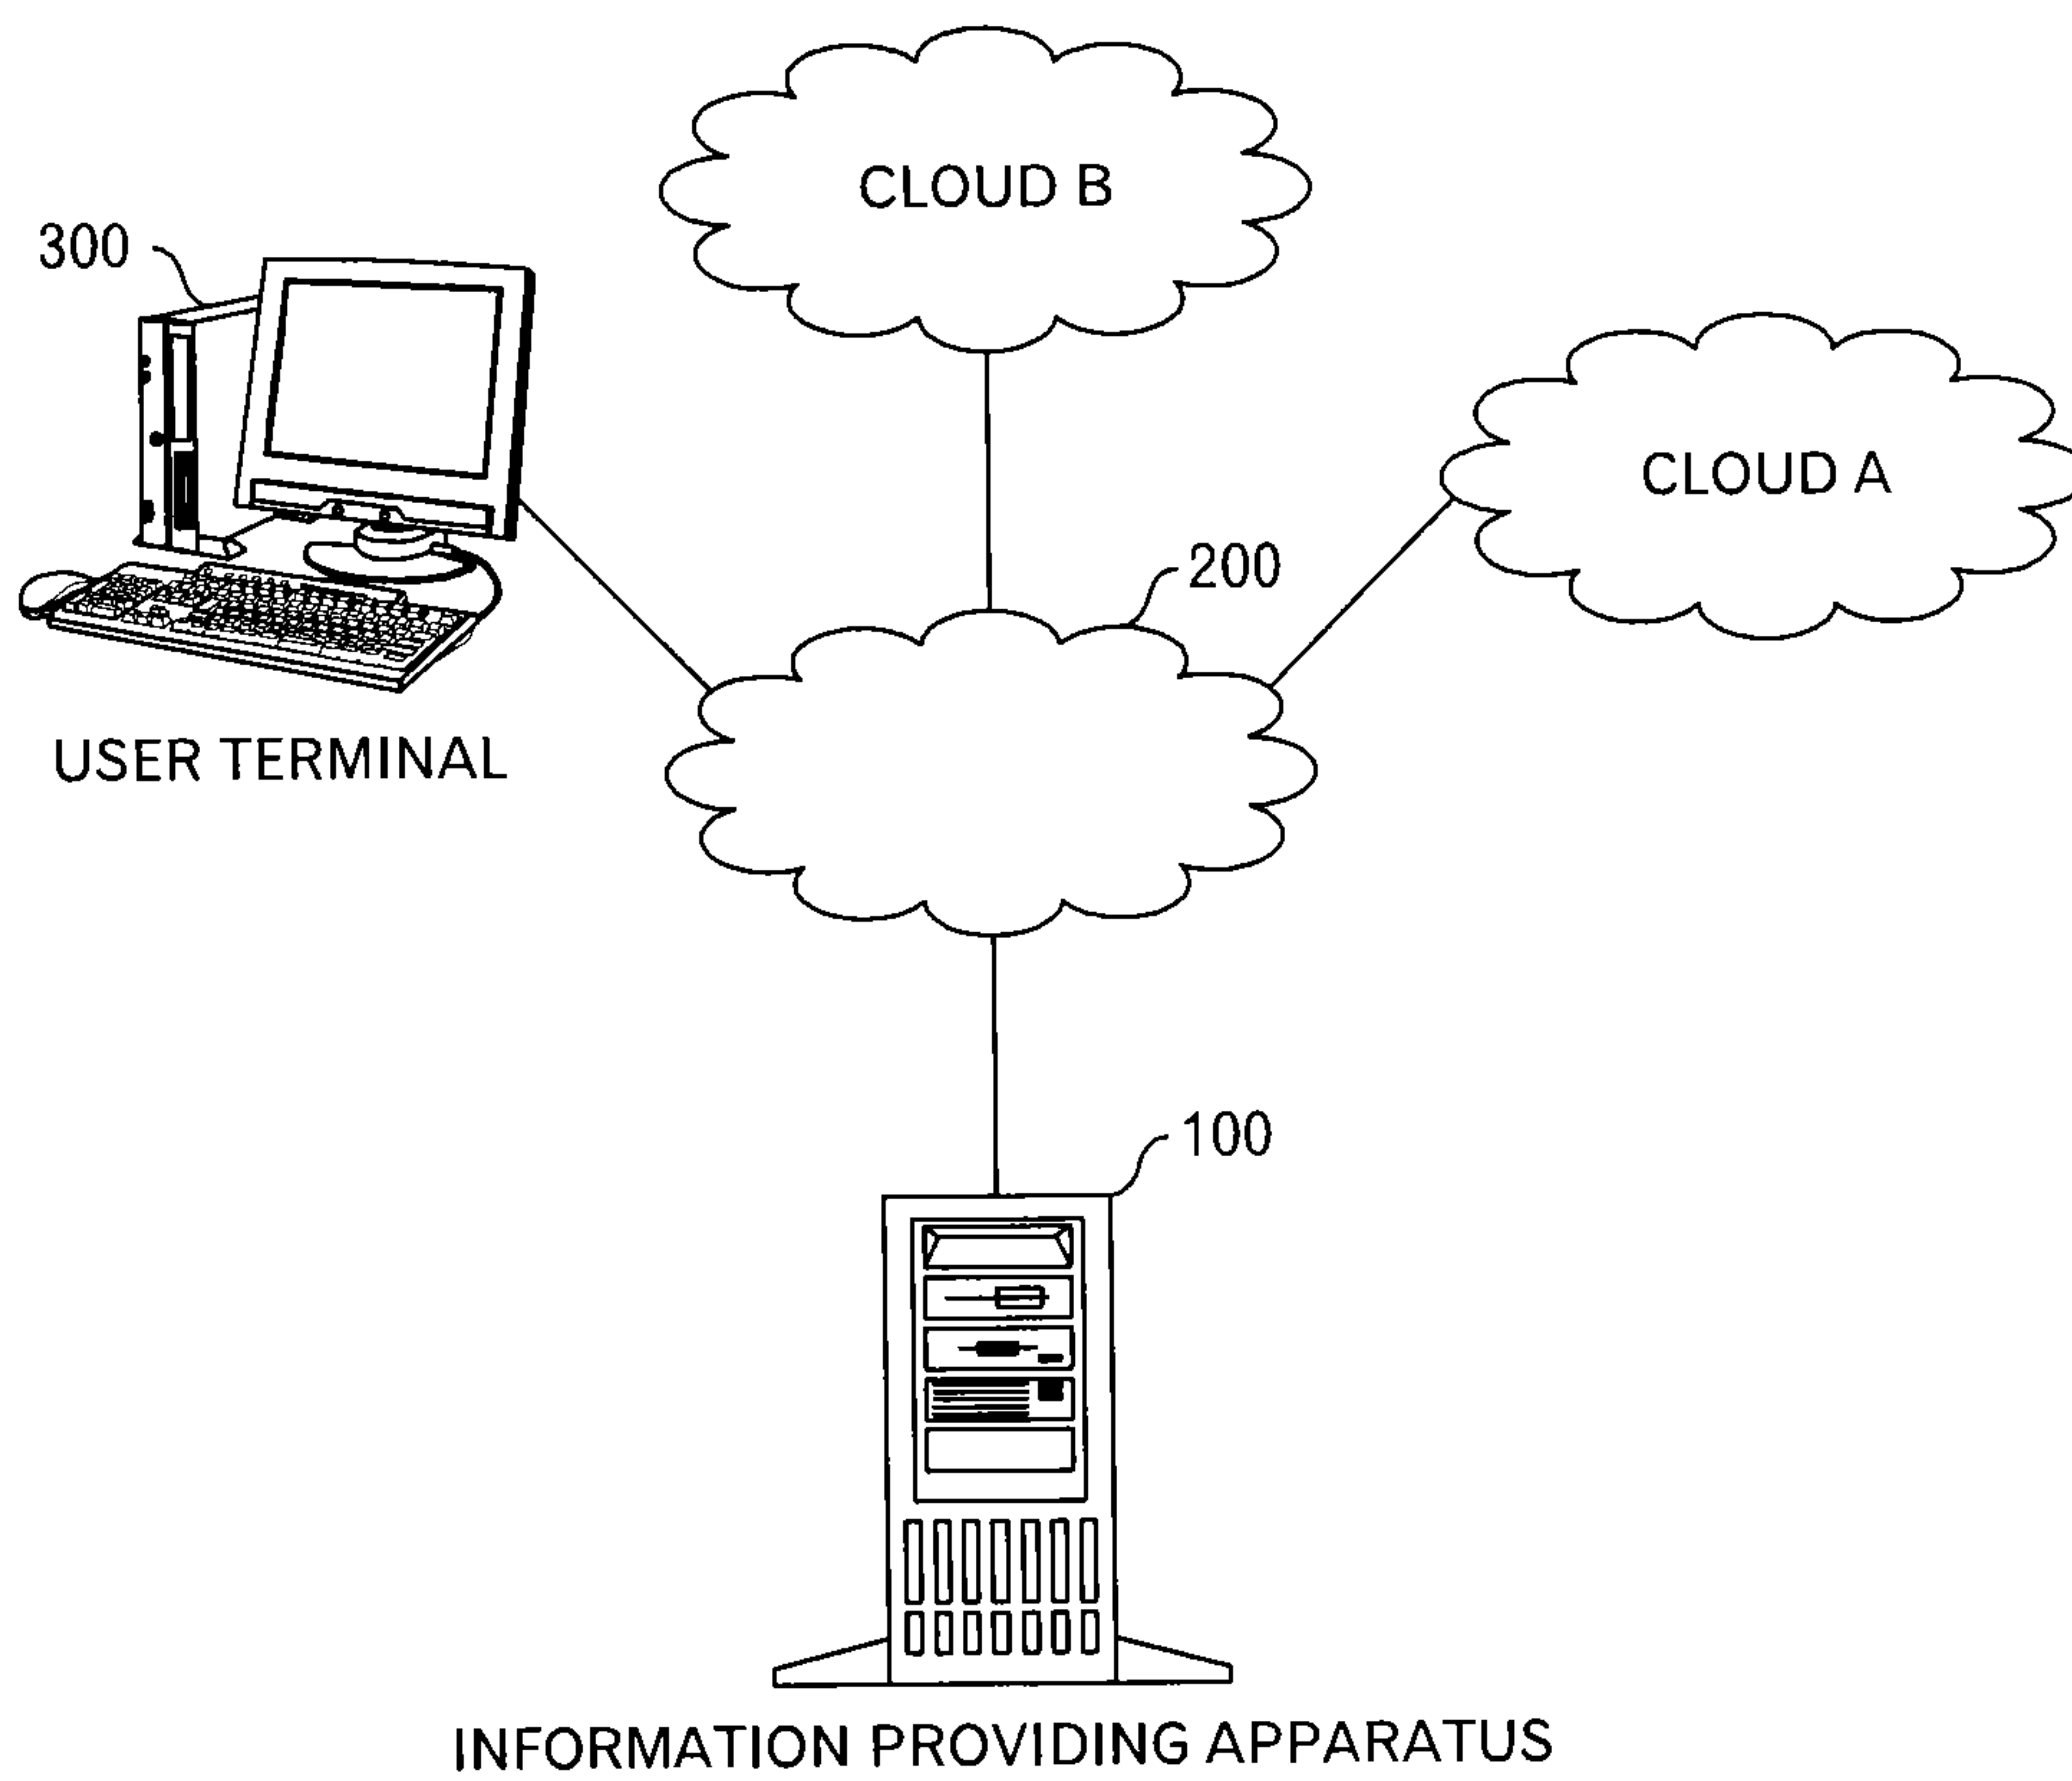 CLOUD B
300
CLOUD A
200
USER TERMINAL
100
INFORMATION PROVIDING APPARATUS